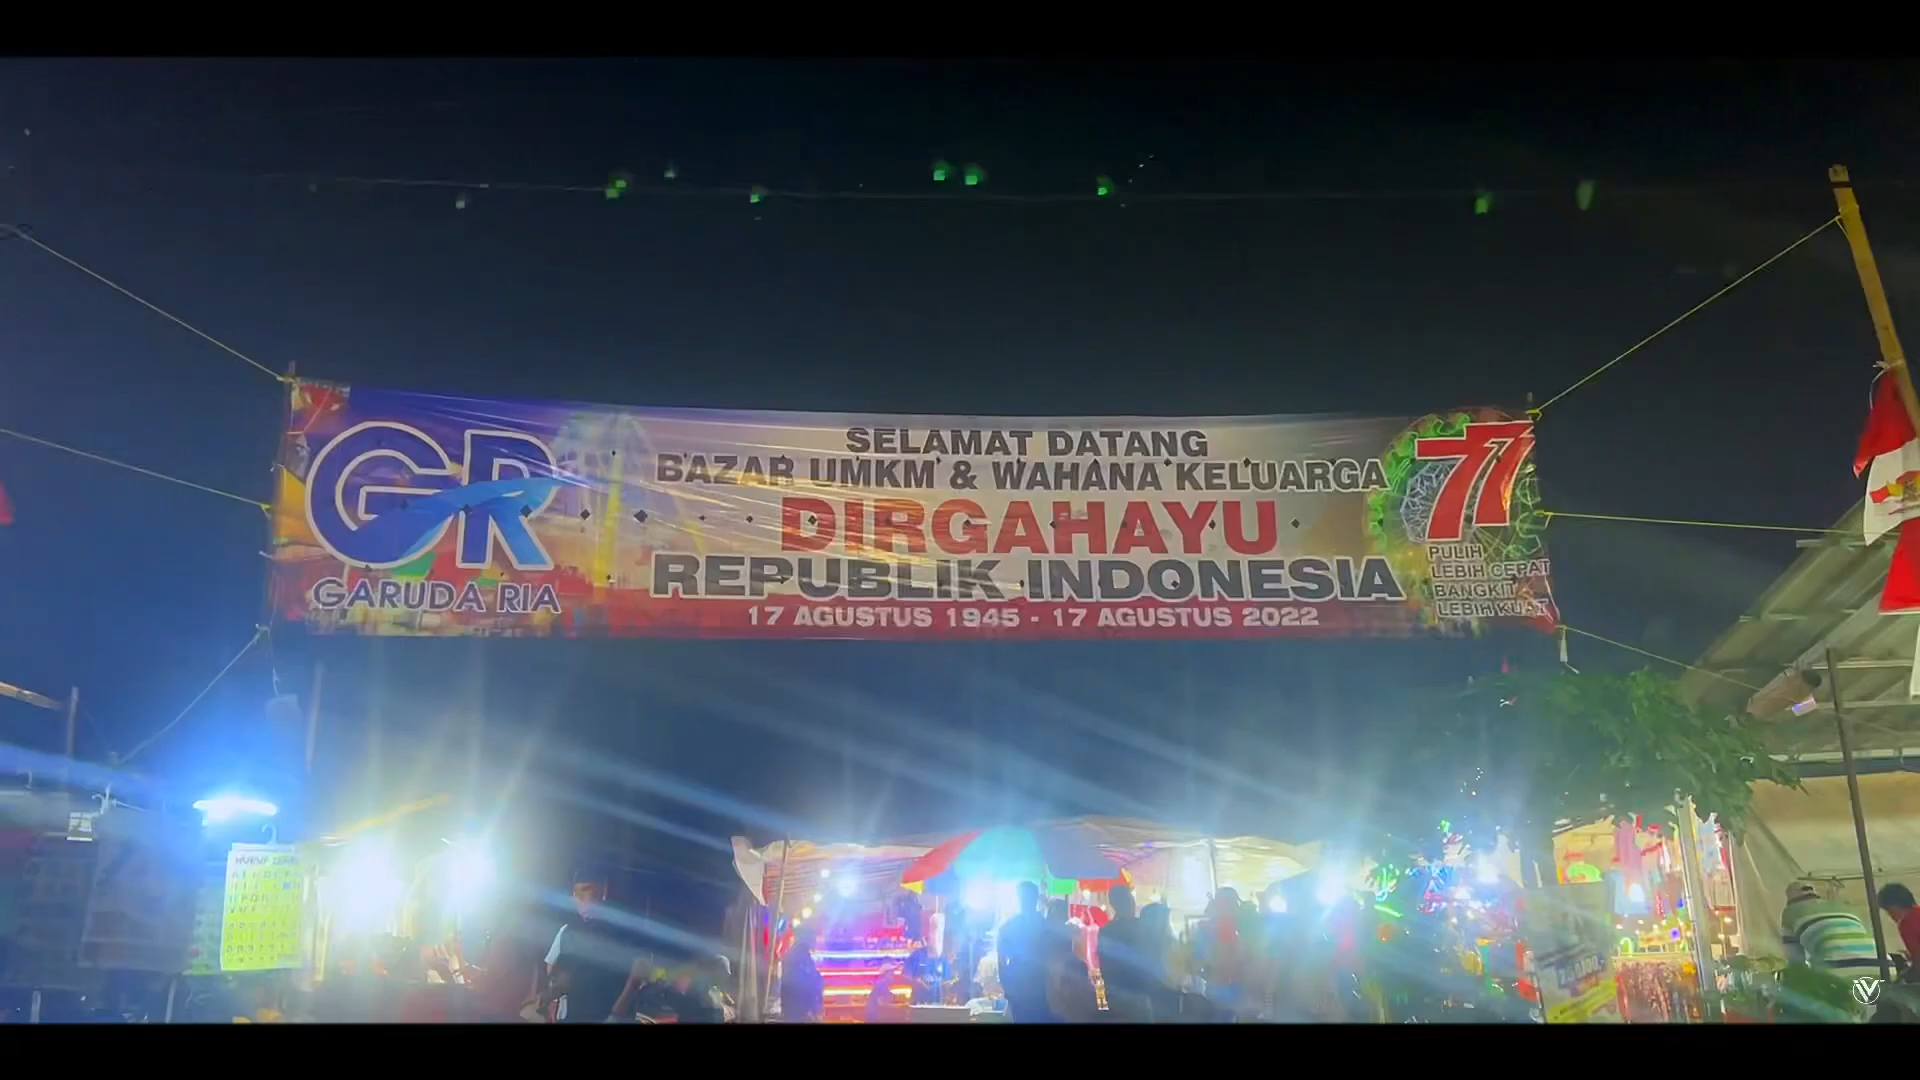 GR
GARUDA RIA
SELAMAT DATANG
BAZAR UMKM & WAHANA KELUARGA
DIRGAHAYU
REPUBLIK INDONESIA
17 AGUSTUS 1945 - 17 AGUSTUS 2022
77
PULIH
LEBIH CEPAT
BANGKIT
LEBIH KUAT